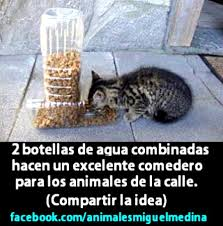 2 botellas de agua combinadas
hacen un excelente comedero
para los animales de la calle.
(Compartir la idea)
facebook.com/animalesmiguelmedina